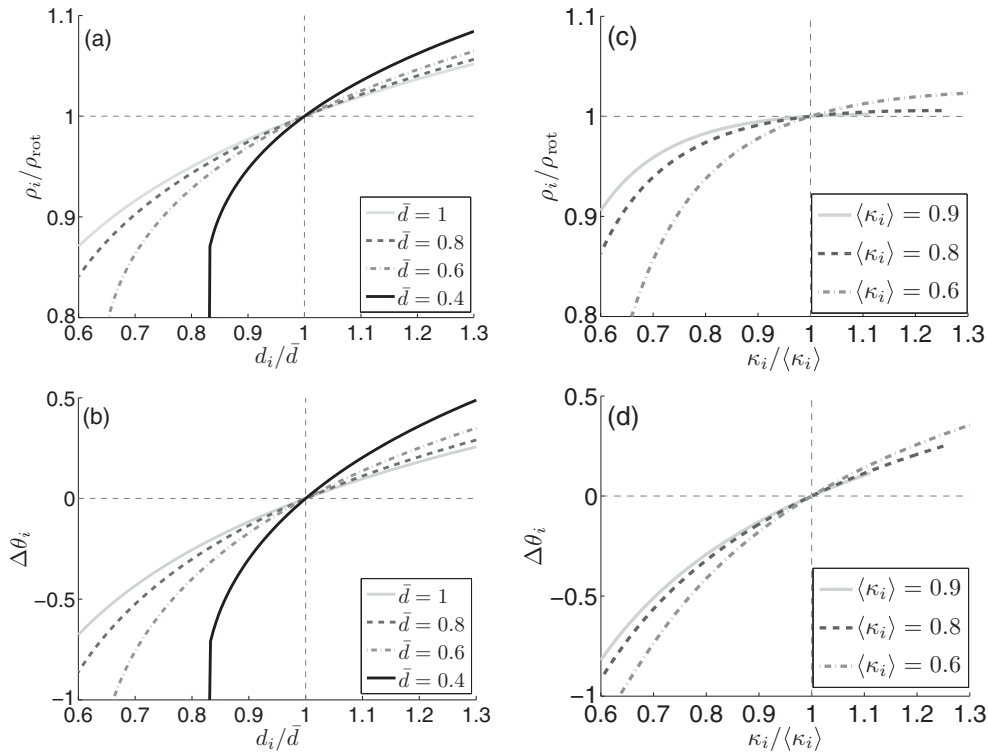 (a)
1.1
1
0.9
0.8
ρᵢ/ρ_rot
0.6 0.7 0.8 0.9 1 1.1 1.2 1.3
dᵢ/d̄
d̄ = 1
d̄ = 0.8
d̄ = 0.6
d̄ = 0.4
(c)
1.1
1
0.9
0.8
ρᵢ/ρ_rot
0.6 0.7 0.8 0.9 1 1.1 1.2 1.3
κᵢ/⟨κᵢ⟩
⟨κᵢ⟩ = 0.9
⟨κᵢ⟩ = 0.8
⟨κᵢ⟩ = 0.6
(b)
0.5
0
−0.5
−1
Δθᵢ
0.6 0.7 0.8 0.9 1 1.1 1.2 1.3
dᵢ/d̄
d̄ = 1
d̄ = 0.8
d̄ = 0.6
d̄ = 0.4
(d)
0.5
0
−0.5
−1
Δθᵢ
0.6 0.7 0.8 0.9 1 1.1 1.2 1.3
κᵢ/⟨κᵢ⟩
⟨κᵢ⟩ = 0.9
⟨κᵢ⟩ = 0.8
⟨κᵢ⟩ = 0.6